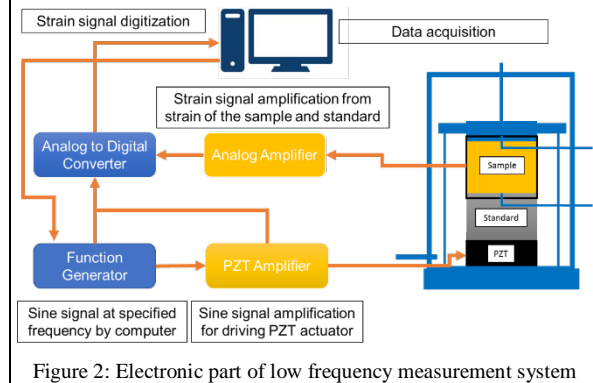 Strain signal digitization
Data acquisition
Strain signal amplification from
strain of the sample and standard
Analog to Digital
Converter
Analog Amplifier
Sample
Standard
PZT
Function
Generator
PZT Amplifier
Sine signal at specified
frequency by computer
Sine signal amplification
for driving PZT actuator
Figure 2: Electronic part of low frequency measurement system